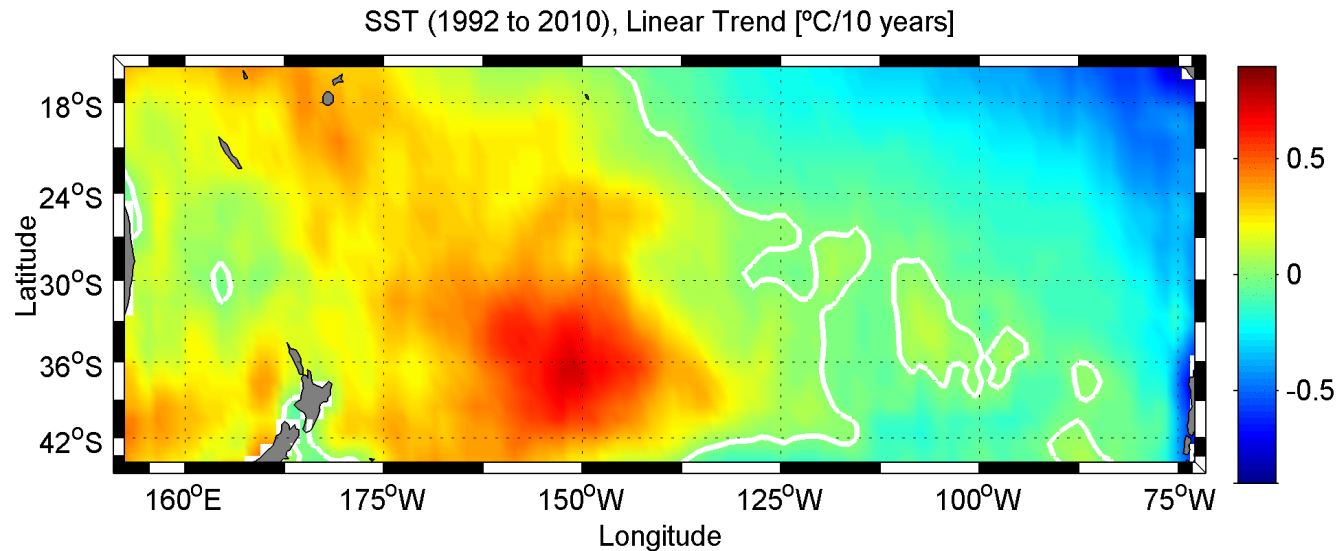 SST (1992 to 2010), Linear Trend [ºC/10 years]
18°S
24°S
30°S
36°S
42°S
Latitude
160°E
175°W
150°W
125°W
100°W
75°W
Longitude
0.5
0
−0.5